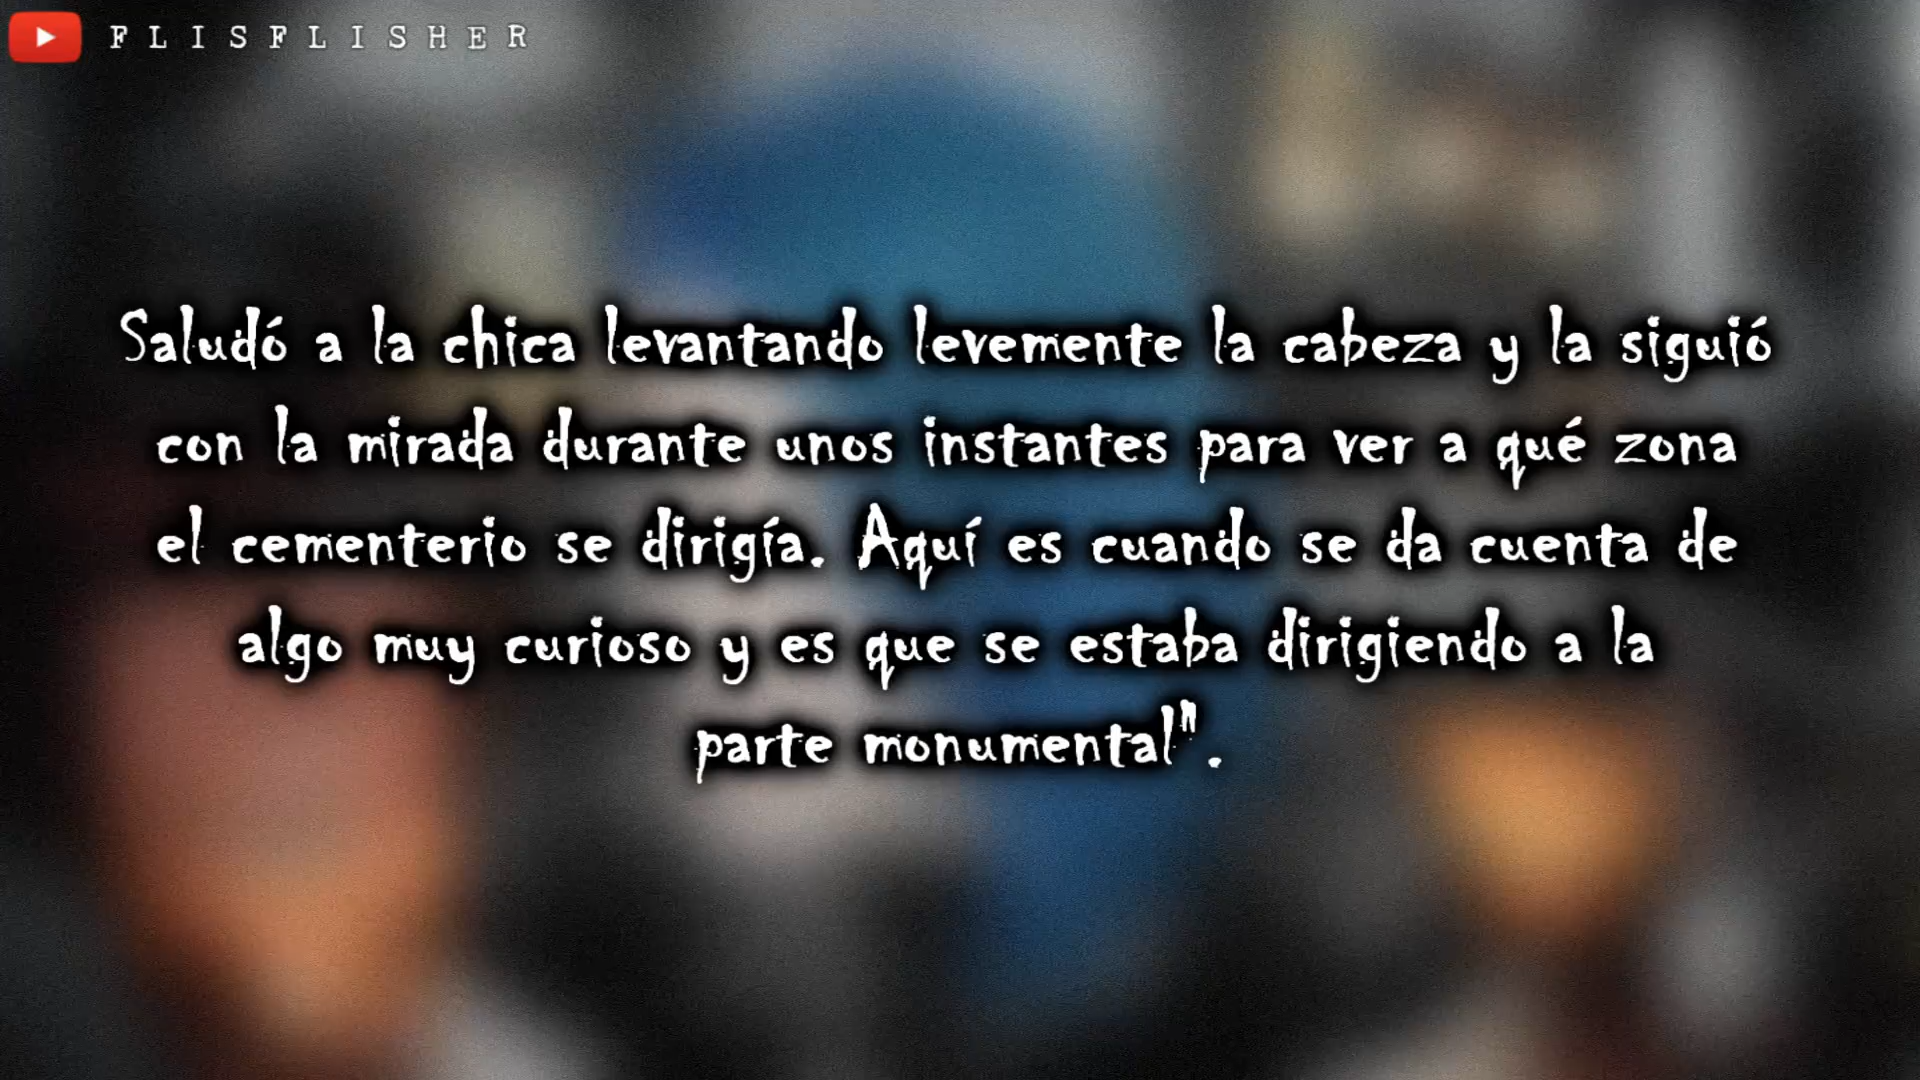 FLISFLISHER
Saludó a la chica levantando levemente la cabeza y la siguió
con la mirada durante unos instantes para ver a qué zona
el cementerio se dirigía. Aquí es cuando se da cuenta de
algo muy curioso y es que se estaba dirigiendo a la
parte monumental".